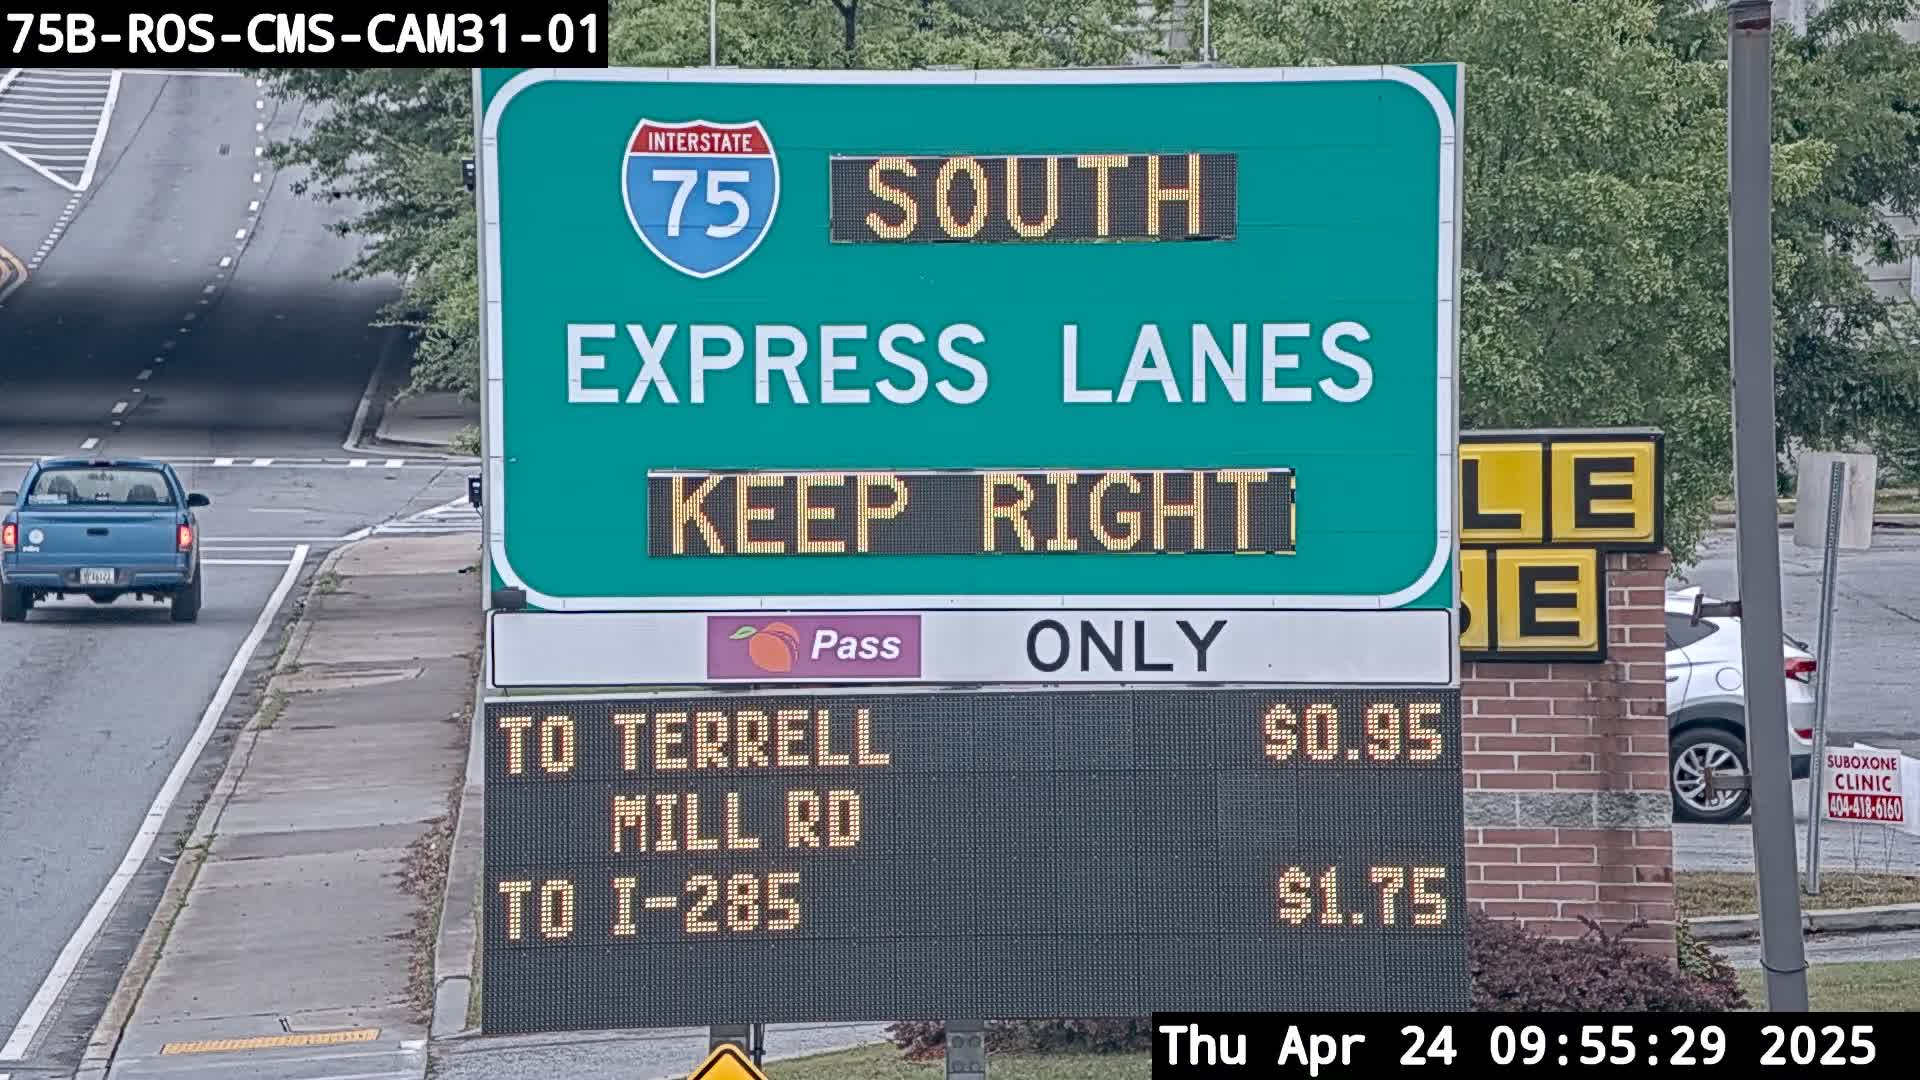 75B-ROS-CMS-CAM31-01
INTERSTATE
75
SOUTH
EXPRESS LANES
KEEP RIGHT
Pass ONLY
TO TERRELL $0.95
MILL RD
TO I-285 $1.75
LE
E
SUBOXONE
CLINIC
404-418-6160
Thu Apr 24 09:55:29 2025